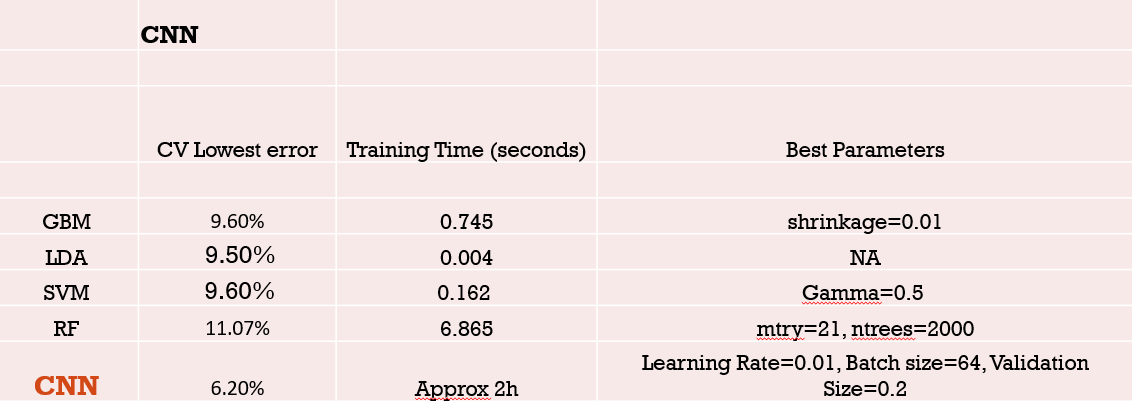 CNN
CV Lowest error Training Time (seconds) Best Parameters
GBM 9.60% 0.745 shrinkage=0.01
LDA 9.50% 0.004 NA
SVM 9.60% 0.162 Gamma=0.5
RF 11.07% 6.865 mtry=21, ntrees=2000
CNN 6.20% Approx 2h Learning Rate=0.01, Batch size=64, Validation
Size=0.2